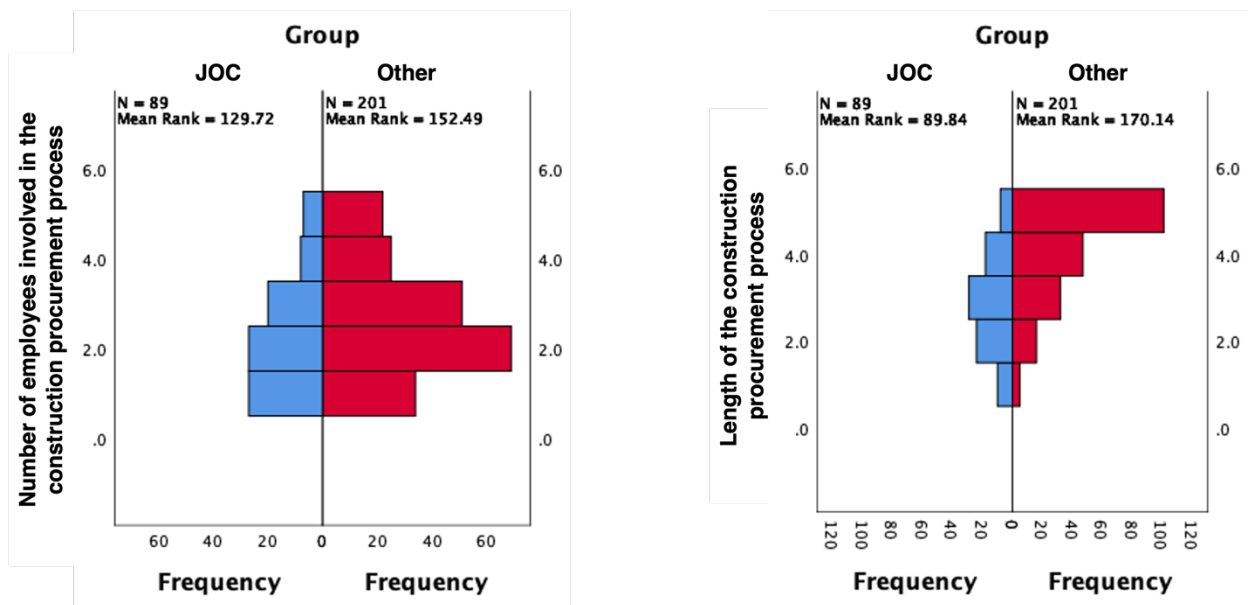 Group
JOC Other
N = 89
Mean Rank = 129.72
N = 201
Mean Rank = 152.49
Number of employees involved in the
construction procurement process
6.0 6.0
4.0 4.0
2.0 2.0
.0 .0
60 40 20 0 20 40 60
Frequency Frequency
Group
JOC Other
N = 89
Mean Rank = 89.84
N = 201
Mean Rank = 170.14
Length of the construction
procurement process
6.0 6.0
4.0 4.0
2.0 2.0
.0 .0
120 100 80 60 40 20 0 20 40 60 80 100 120
Frequency Frequency